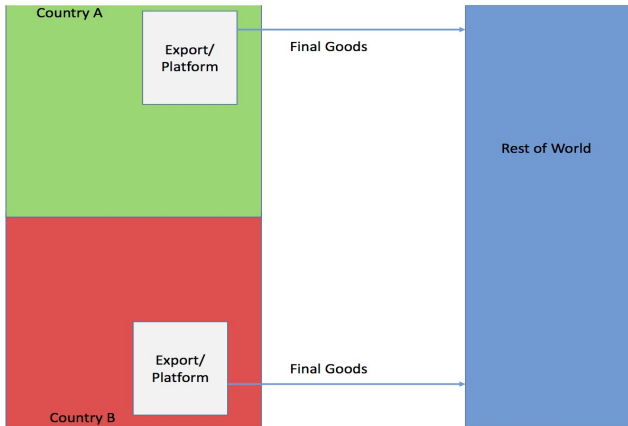 Country A
Export/
Platform
Final Goods
Rest of World
Export/
Platform
Final Goods
Country B